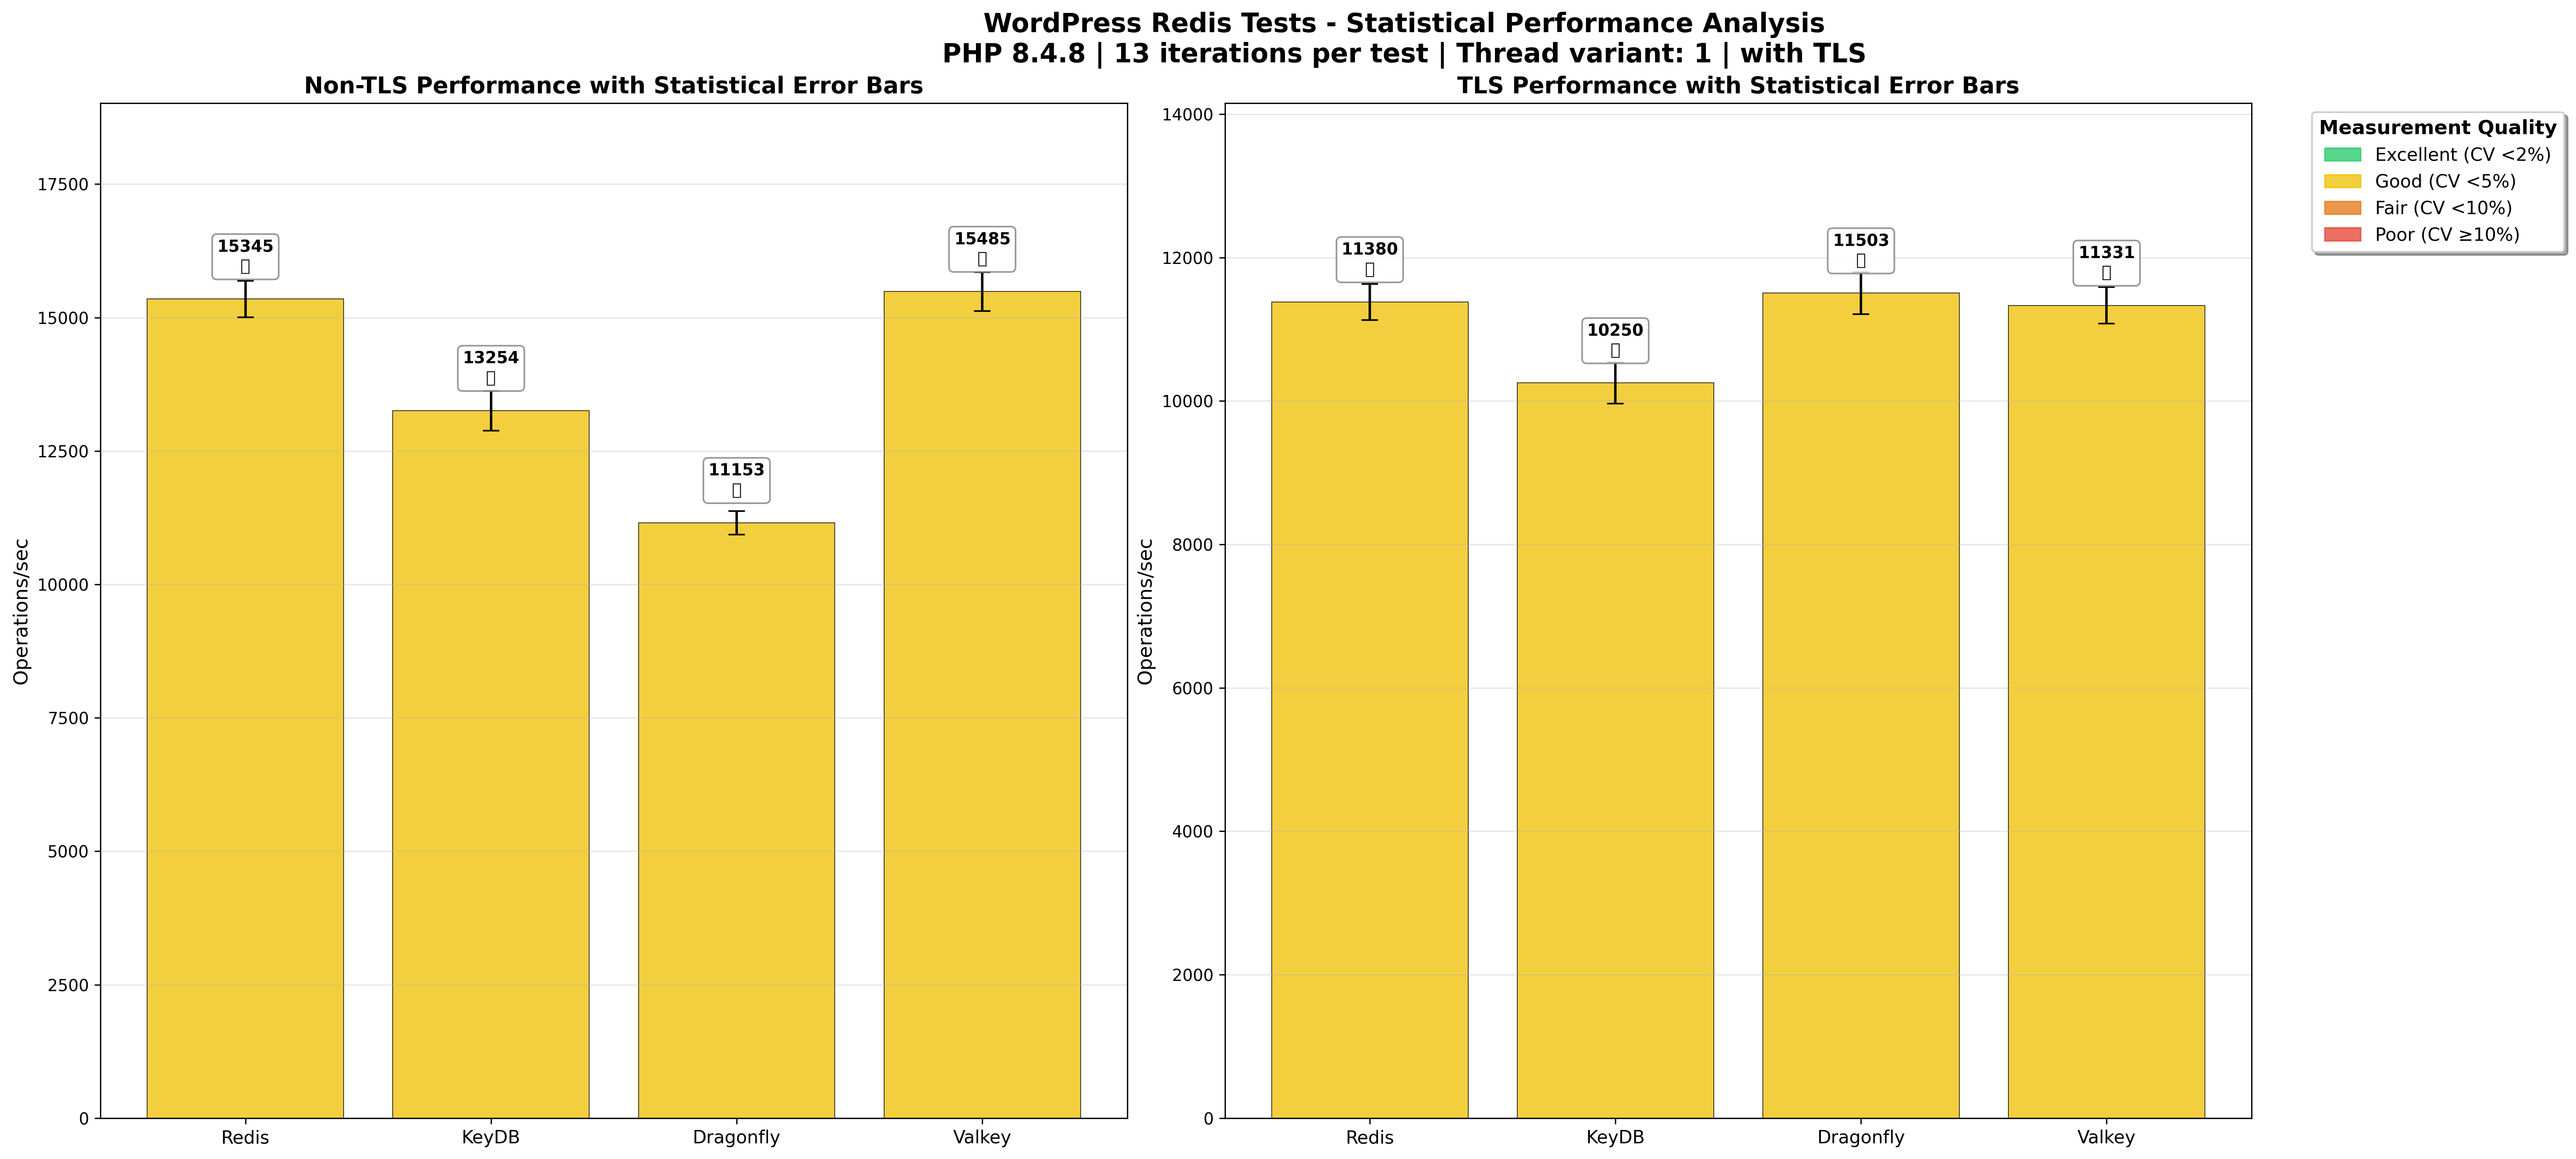 WordPress Redis Tests - Statistical Performance Analysis
PHP 8.4.8 | 13 iterations per test | Thread variant: 1 | with TLS
Non-TLS Performance with Statistical Error Bars
Operations/sec
17500
15000
12500
10000
7500
5000
2500
0
15345
13254
11153
15485
Redis
KeyDB
Dragonfly
Valkey
TLS Performance with Statistical Error Bars
Operations/sec
14000
12000
10000
8000
6000
4000
2000
0
11380
10250
11503
11331
Redis
KeyDB
Dragonfly
Valkey
Measurement Quality
Excellent (CV <2%)
Good (CV <5%)
Fair (CV <10%)
Poor (CV ≥10%)